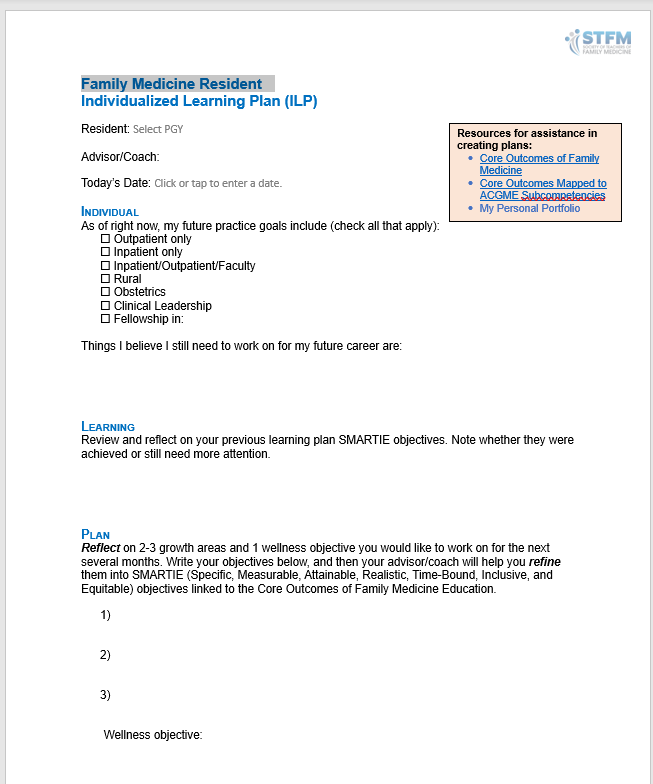 STFM
SOCIETY OF TEACHERS OF
FAMILY MEDICINE
Family Medicine Resident
Individualized Learning Plan (ILP)
Resident: Select PGY
Advisor/Coach:
Today's Date: Click or tap to enter a date.
Resources for assistance in
creating plans:
• Core Outcomes of Family
Medicine
• Core Outcomes Mapped to
ACGME Subcompetencies
• My Personal Portfolio
INDIVIDUAL
As of right now, my future practice goals include (check all that apply):
☐ Outpatient only
☐ Inpatient only
☐ Inpatient/Outpatient/Faculty
☐ Rural
☐ Obstetrics
☐ Clinical Leadership
☐ Fellowship in:
Things I believe I still need to work on for my future career are:
LEARNING
Review and reflect on your previous learning plan SMARTIE objectives. Note whether they were
achieved or still need more attention.
PLAN
Reflect on 2-3 growth areas and 1 wellness objective you would like to work on for the next
several months. Write your objectives below, and then your advisor/coach will help you refine
them into SMARTIE (Specific, Measurable, Attainable, Realistic, Time-Bound, Inclusive, and
Equitable) objectives linked to the Core Outcomes of Family Medicine Education.
1)
2)
3)
Wellness objective: